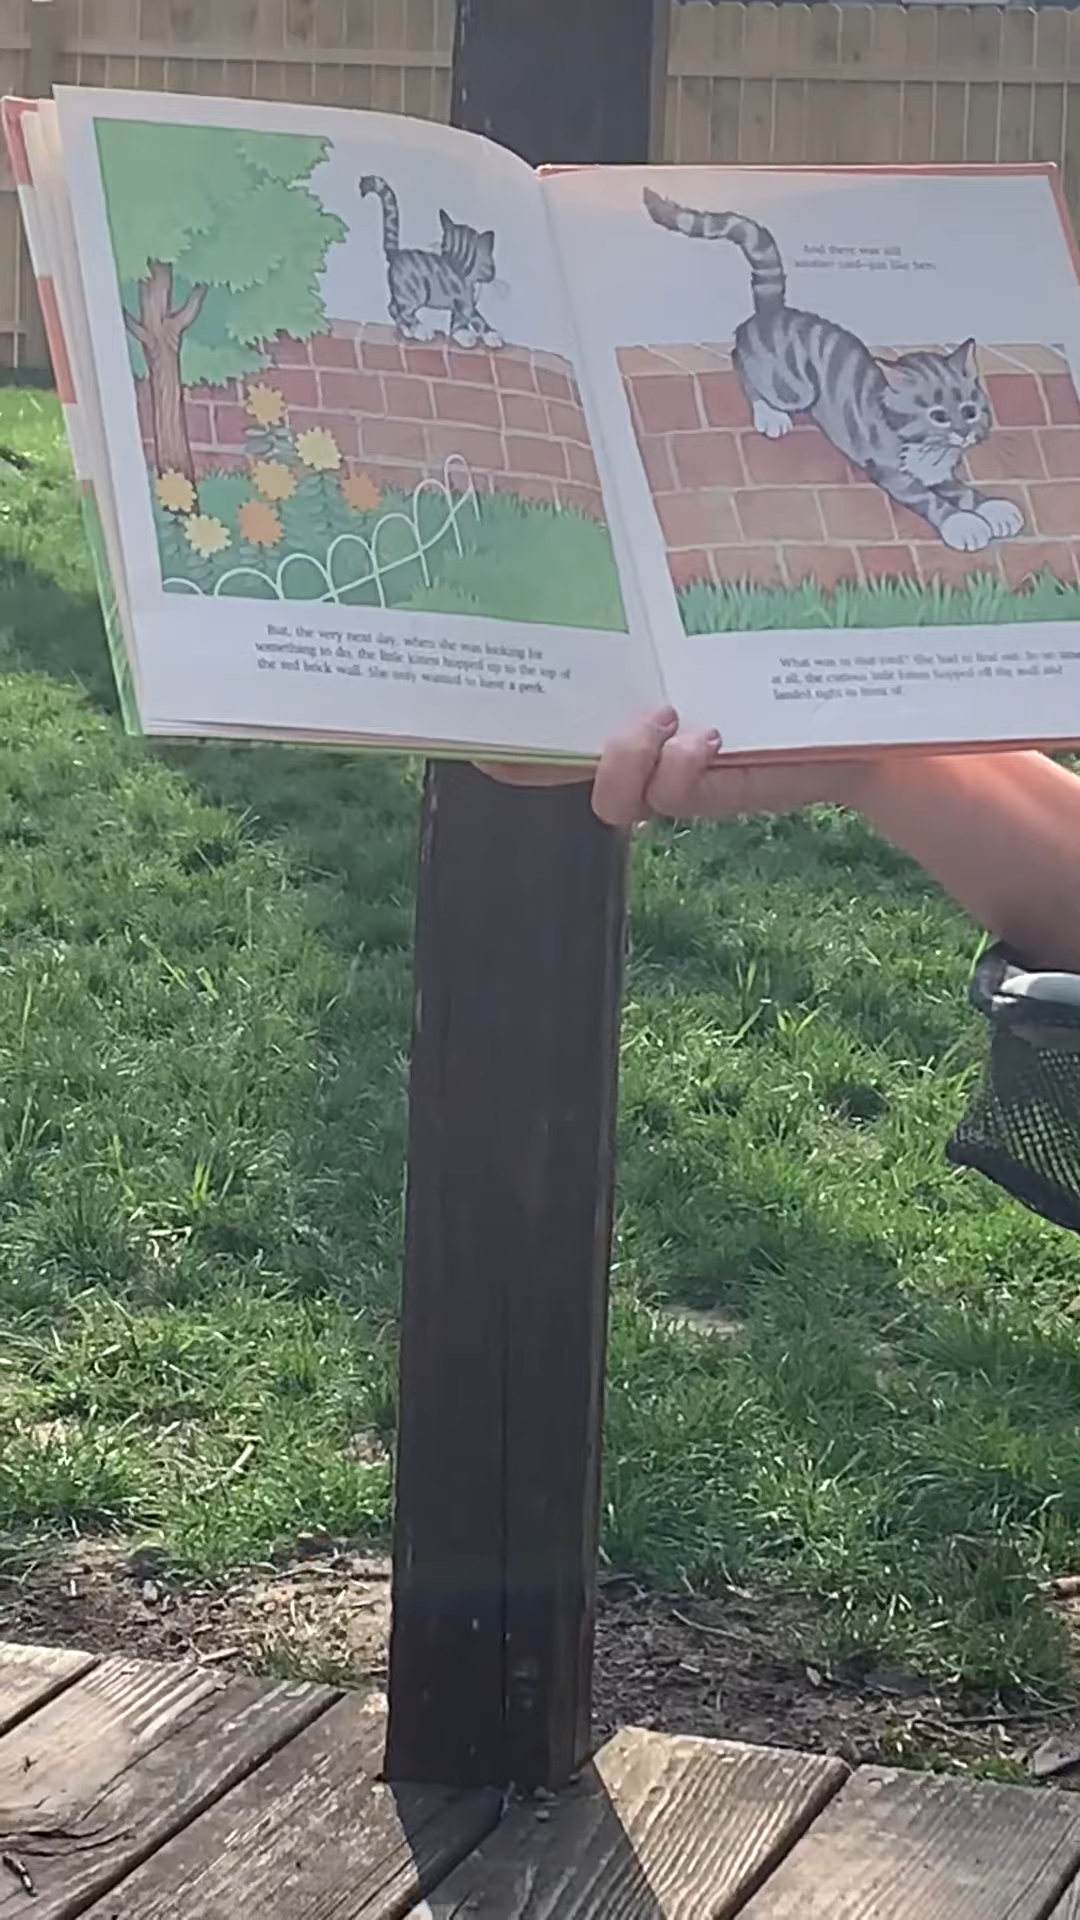 But, the very next day, when she was looking for
something to do, the little kitten hopped up to the top of
the red brick wall. She only wanted to have a peek.
And there was still
another yard—just like hers.
What was in that yard? She had to find out. In no time
at all, the curious little kitten hopped off the wall and
landed right in front of